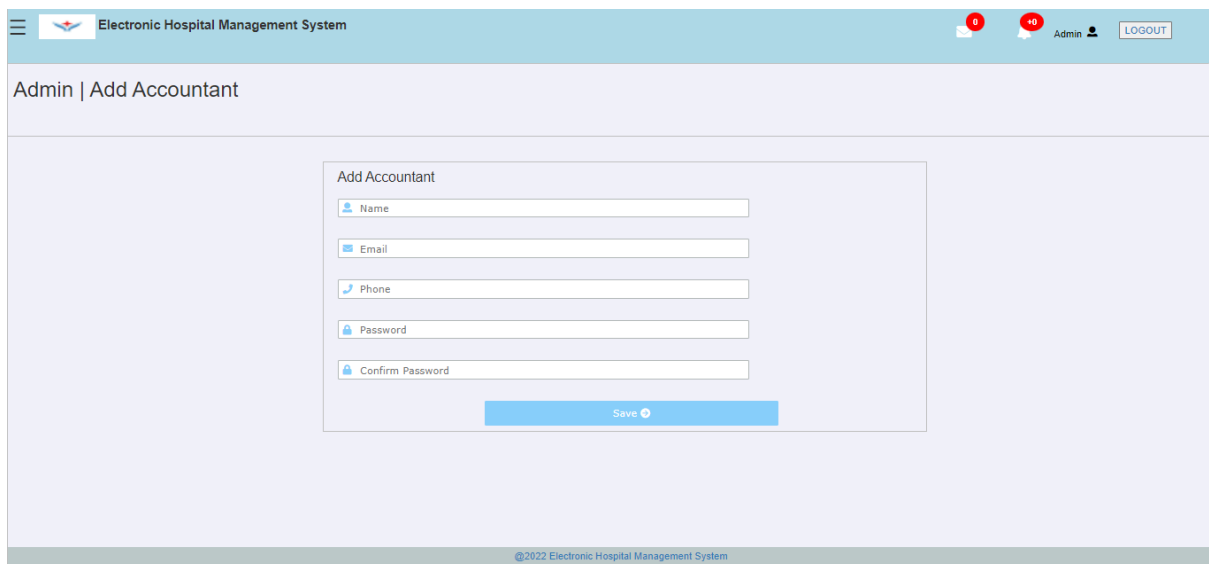 Electronic Hospital Management System
0
+0
Admin
LOGOUT
Admin | Add Accountant
Add Accountant
Name
Email
Phone
Password
Confirm Password
Save
@2022 Electronic Hospital Management System